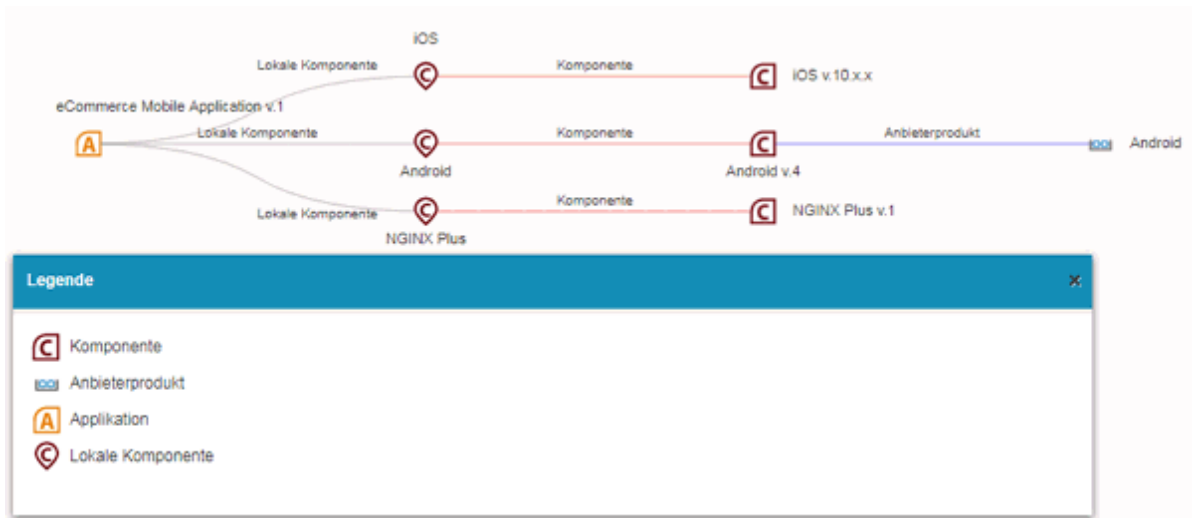 iOS
Lokale Komponente
Komponente
iOS v.10.x.x
eCommerce Mobile Application v.1
A
C
C
Lokale Komponente
Komponente
Anbieterprodukt
C
C
Android
Android
Android v.4
Lokale Komponente
Komponente
C
C
NGINX Plus v.1
NGINX Plus
Legende
C Komponente
Anbieterprodukt
A Applikation
C Lokale Komponente